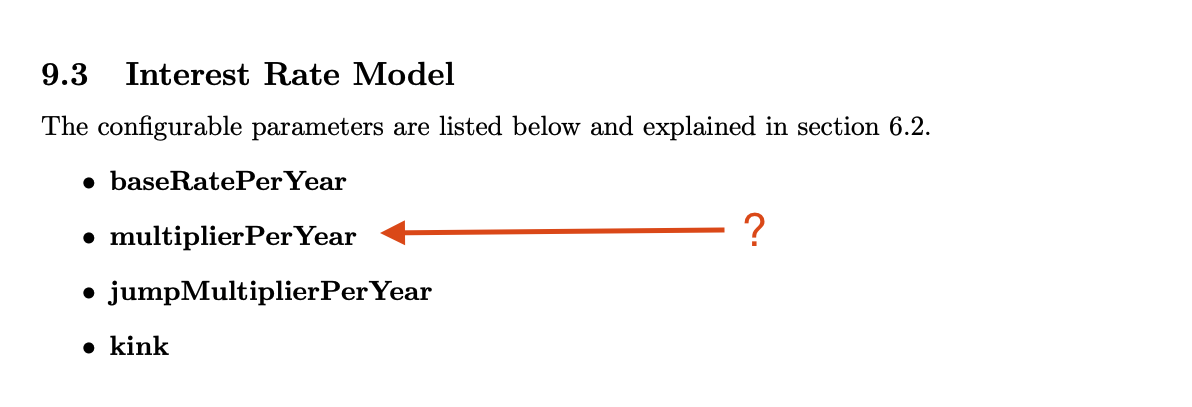 9.3 Interest Rate Model
The configurable parameters are listed below and explained in section 6.2.
• baseRatePerYear
• multiplierPerYear ?
• jumpMultiplierPerYear
• kink